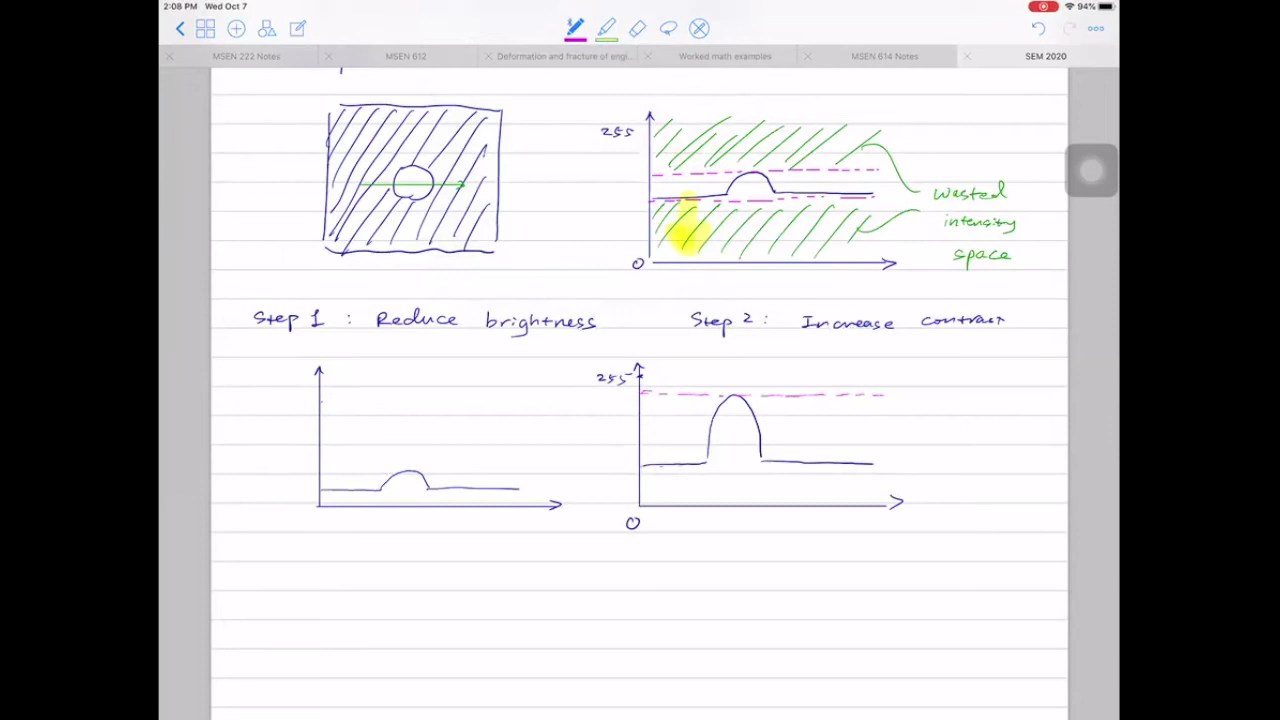 2:08 PM Wed Oct 7
94%
MSEN 222 Notes
MSEN 612
Deformation and fracture of engi...
Worked math examples
MSEN 614 Notes
SEM 2020
255
wasted
intensity
space
0
Step 1 : Reduce brightness
Step 2 : Increase contrast
255
0